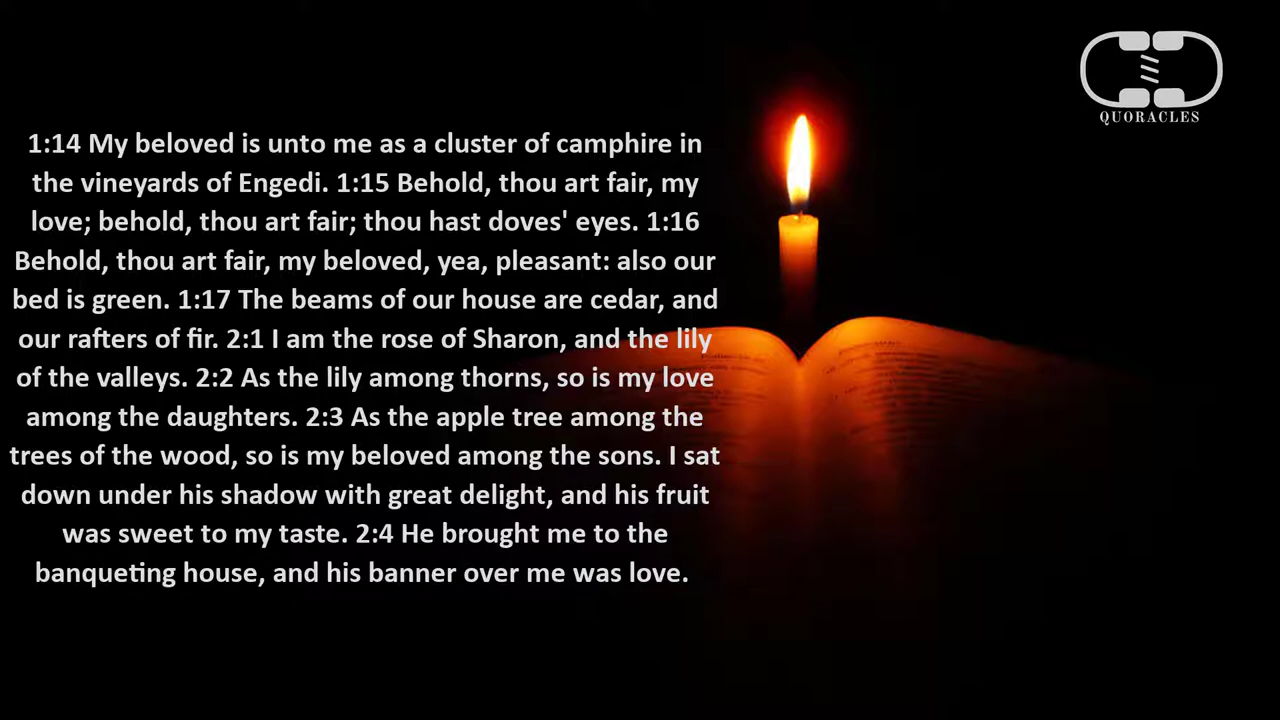 QUORACLES
1:14 My beloved is unto me as a cluster of camphire in
the vineyards of Engedi. 1:15 Behold, thou art fair, my
love; behold, thou art fair; thou hast doves' eyes. 1:16
Behold, thou art fair, my beloved, yea, pleasant: also our
bed is green. 1:17 The beams of our house are cedar, and
our rafters of fir. 2:1 I am the rose of Sharon, and the lily
of the valleys. 2:2 As the lily among thorns, so is my love
among the daughters. 2:3 As the apple tree among the
trees of the wood, so is my beloved among the sons. I sat
down under his shadow with great delight, and his fruit
was sweet to my taste. 2:4 He brought me to the
banqueting house, and his banner over me was love.